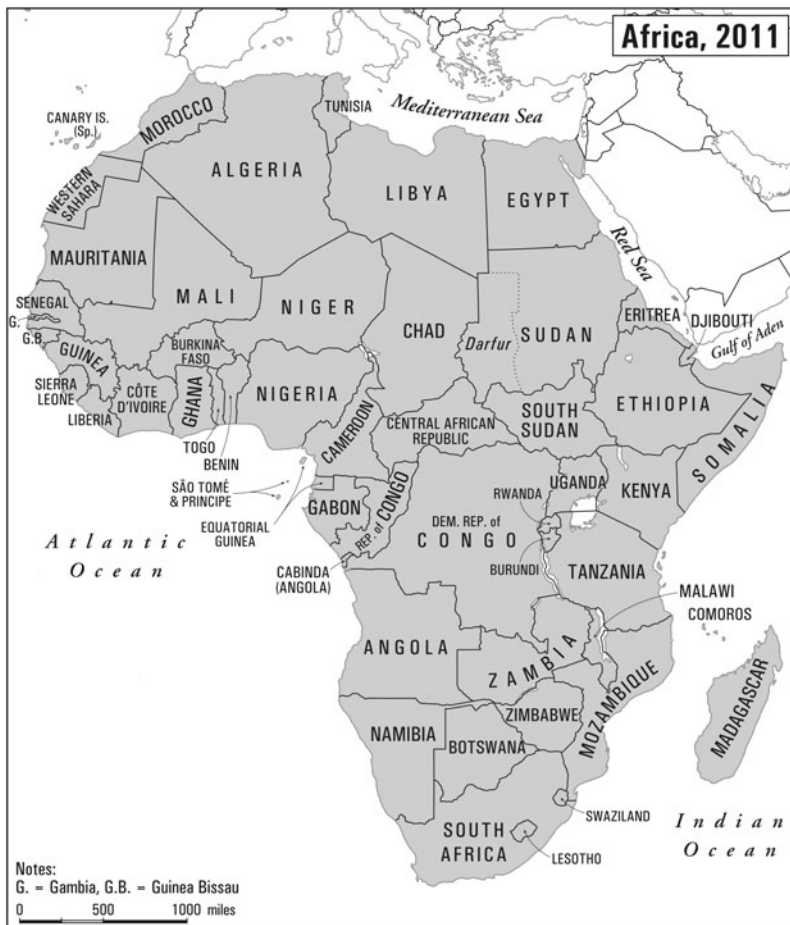 Africa, 2011
Mediterranean Sea
CANARY IS.
(Sp.)
MOROCCO
TUNISIA
ALGERIA
LIBYA
EGYPT
WESTERN
SAHARA
Red Sea
MAURITANIA
MALI
NIGER
CHAD
Darfur
SUDAN
ERITREA
DJIBOUTI
Gulf of Aden
SENEGAL
G.
G.B.
GUINEA
BURKINA
FASO
SIERRA
LEONE
CÔTE
D'IVOIRE
GHANA
NIGERIA
LIBERIA
TOGO
BENIN
CAMEROON
CENTRAL AFRICAN
REPUBLIC
SOUTH
SUDAN
ETHIOPIA
SOMALIA
SÂO TOMÉ
& PRINCIPE
EQUATORIAL
GUINEA
GABON
REP. of CONGO
DEM. REP. of
CONGO
UGANDA
KENYA
RWANDA
BURUNDI
Atlantic
Ocean
CABINDA
(ANGOLA)
TANZANIA
MALAWI
COMOROS
ANGOLA
ZAMBIA
MOZAMBIQUE
MADAGASCAR
ZIMBABWE
NAMIBIA
BOTSWANA
SWAZILAND
SOUTH
AFRICA
LESOTHO
Indian
Ocean
Notes:
G. = Gambia, G.B. = Guinea Bissau
0 500 1000 miles